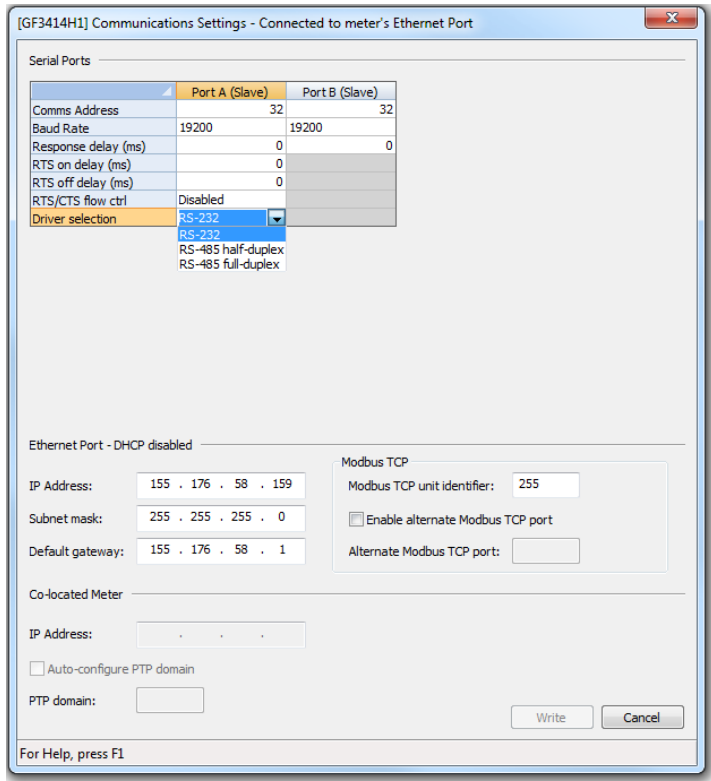 [GF3414H1] Communications Settings - Connected to meter's Ethernet Port
Serial Ports
Port A (Slave) Port B (Slave)
Comms Address 32 32
Baud Rate 19200 19200
Response delay (ms) 0 0
RTS on delay (ms) 0
RTS off delay (ms) 0
RTS/CTS flow ctrl Disabled
Driver selection RS-232
RS-232
RS-485 half-duplex
RS-485 full-duplex
Ethernet Port - DHCP disabled
IP Address: 155 . 176 . 58 . 159
Subnet mask: 255 . 255 . 255 . 0
Default gateway: 155 . 176 . 58 . 1
Modbus TCP
Modbus TCP unit identifier: 255
Enable alternate Modbus TCP port
Alternate Modbus TCP port:
Co-located Meter
IP Address: . . .
Auto-configure PTP domain
PTP domain:
Write Cancel
For Help, press F1